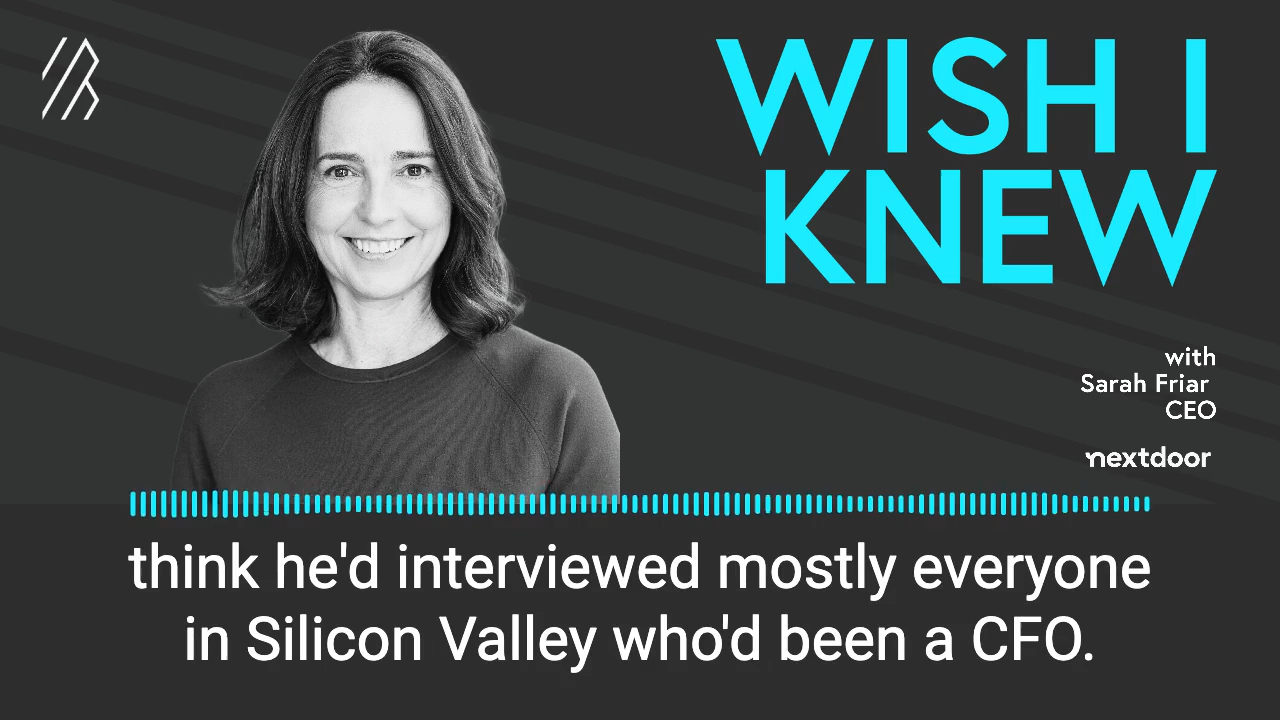 WISH I
KNEW
with
Sarah Friar
CEO
nextdoor
think he'd interviewed mostly everyone
in Silicon Valley who'd been a CFO.